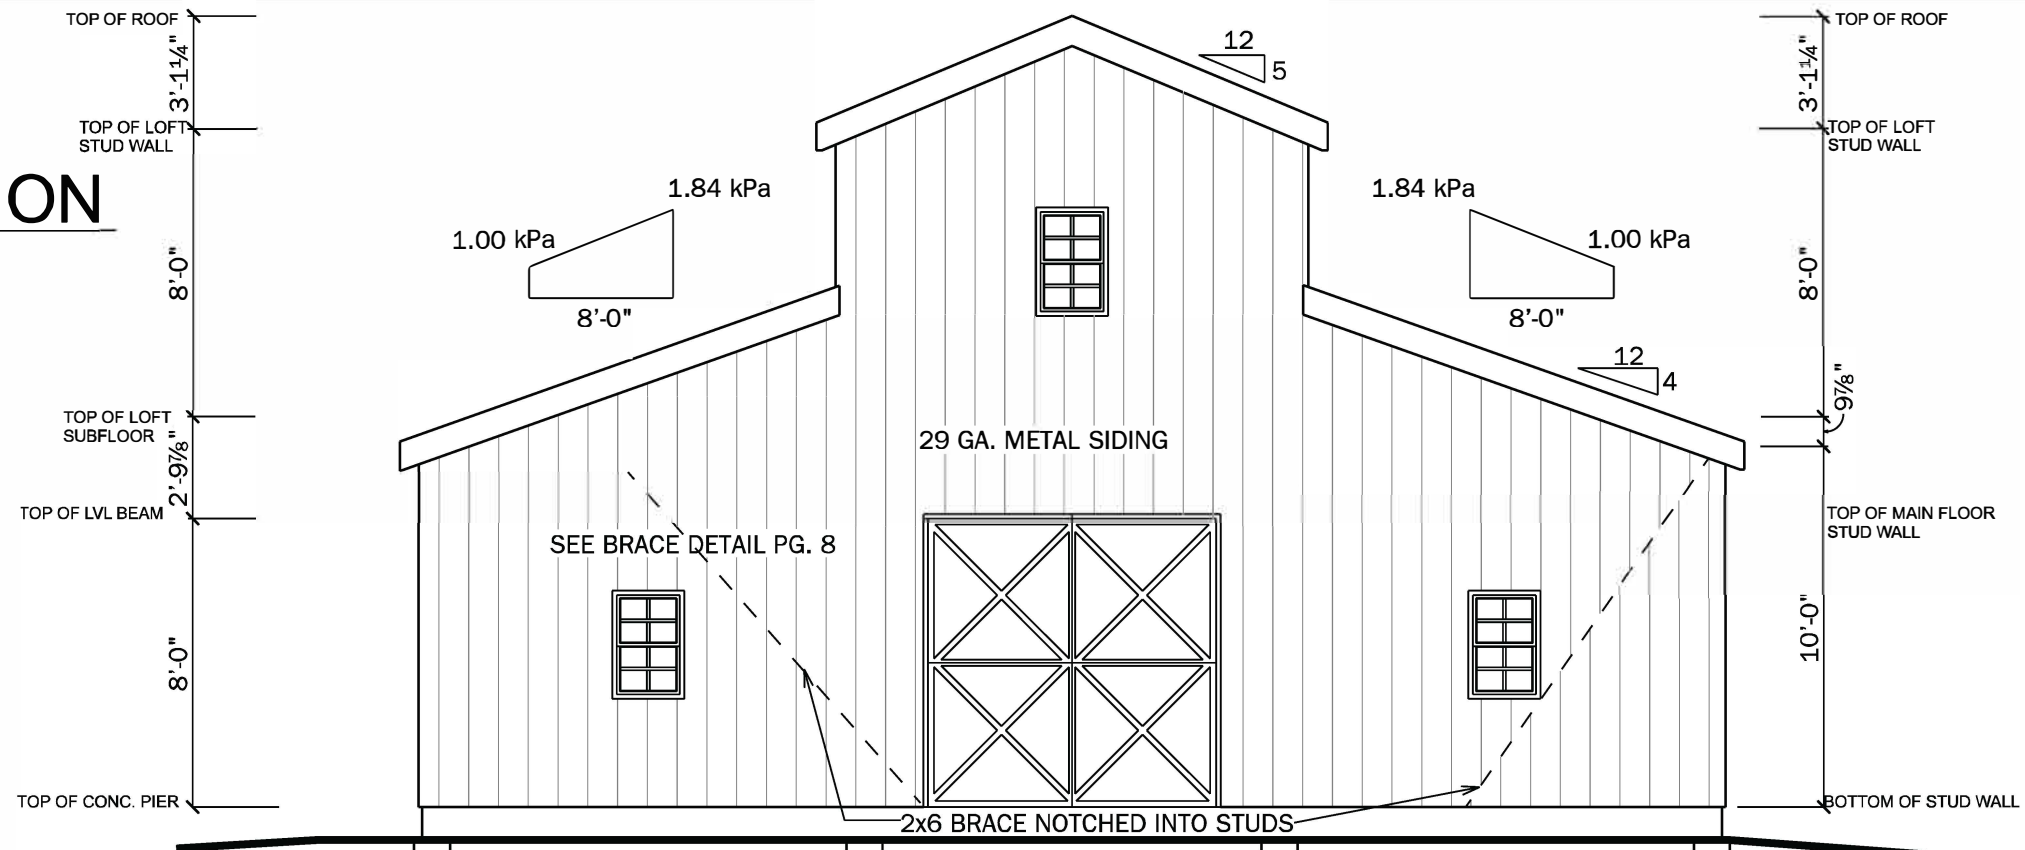 TOP OF ROOF
3'-1¼"
TOP OF LOFT
STUD WALL
ON
8'-0"
TOP OF LOFT
SUBFLOOR
2'-9⅞"
TOP OF LVL BEAM
8'-0"
TOP OF CONC. PIER
12
5
1.84 kPa
1.00 kPa
8'-0"
1.84 kPa
1.00 kPa
8'-0"
12
4
29 GA. METAL SIDING
SEE BRACE DETAIL PG. 8
2x6 BRACE NOTCHED INTO STUDS
TOP OF ROOF
3'-1¼"
TOP OF LOFT
STUD WALL
8'-0"
9⅞"
TOP OF MAIN FLOOR
STUD WALL
10'-0"
BOTTOM OF STUD WALL